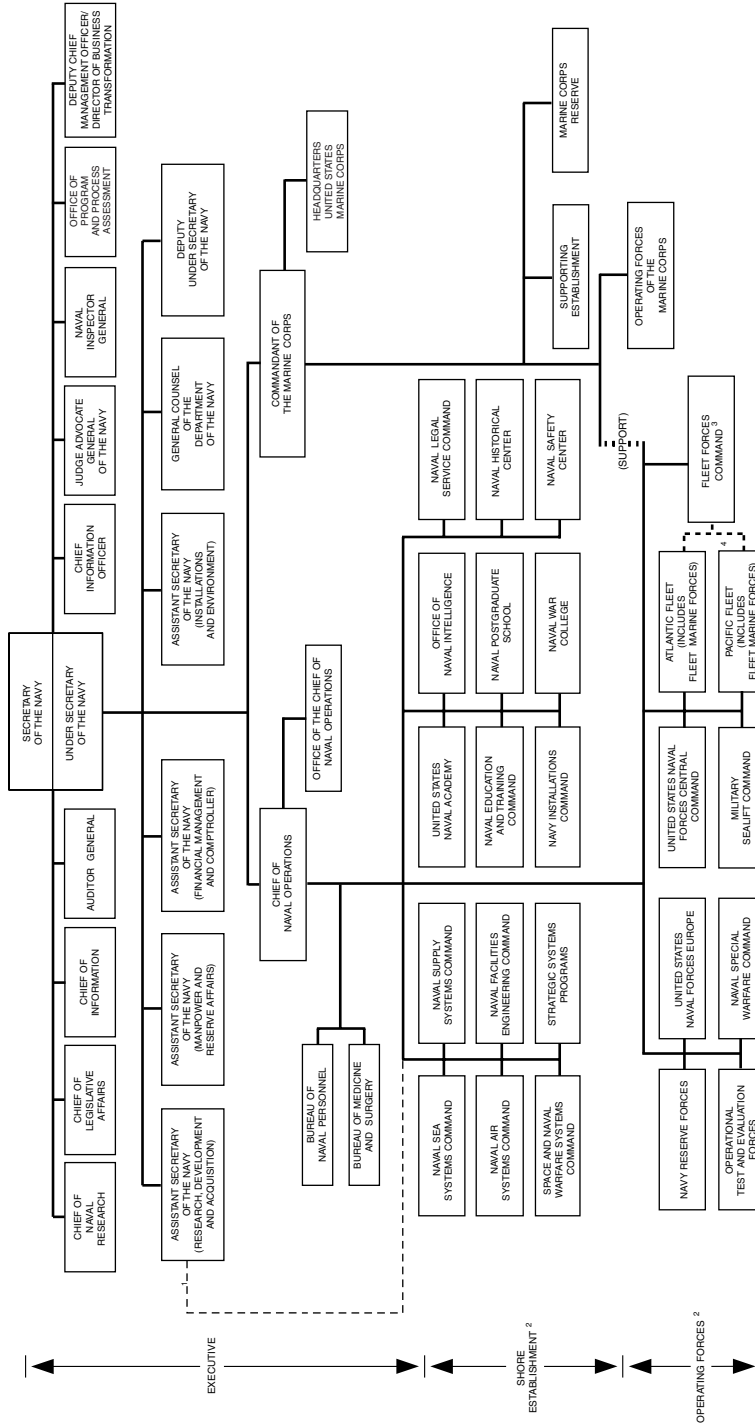 SECRETARY
OF THE NAVY
UNDER SECRETARY
OF THE NAVY
CHIEF OF
NAVAL
RESEARCH
CHIEF OF
LEGISLATIVE
AFFAIRS
CHIEF OF
INFORMATION
AUDITOR GENERAL
CHIEF
INFORMATION
OFFICER
JUDGE ADVOCATE
GENERAL
OF THE NAVY
NAVAL
INSPECTOR
GENERAL
OFFICE OF
PROGRAM
AND PROCESS
ASSESSMENT
DEPUTY CHIEF
MANAGEMENT OFFICER/
DIRECTOR OF BUSINESS
TRANSFORMATION
ASSISTANT SECRETARY
OF THE NAVY
(RESEARCH, DEVELOPMENT
AND ACQUISITION)
ASSISTANT SECRETARY
OF THE NAVY
(MANPOWER AND
RESERVE AFFAIRS)
ASSISTANT SECRETARY
OF THE NAVY
(FINANCIAL MANAGEMENT
AND COMPTROLLER)
ASSISTANT SECRETARY
OF THE NAVY
(INSTALLATIONS
AND ENVIRONMENT)
GENERAL COUNSEL
OF THE
DEPARTMENT
OF THE NAVY
DEPUTY
UNDER SECRETARY
OF THE NAVY
1
EXECUTIVE
CHIEF OF
NAVAL OPERATIONS
OFFICE OF THE CHIEF OF
NAVAL OPERATIONS
COMMANDANT OF
THE MARINE CORPS
HEADQUARTERS
UNITED STATES
MARINE CORPS
BUREAU OF
NAVAL PERSONNEL
BUREAU OF MEDICINE
AND SURGERY
SHORE
ESTABLISHMENT 2
NAVAL SEA
SYSTEMS COMMAND
NAVAL SUPPLY
SYSTEMS COMMAND
UNITED STATES
NAVAL ACADEMY
OFFICE OF
NAVAL INTELLIGENCE
NAVAL LEGAL
SERVICE COMMAND
NAVAL AIR
SYSTEMS COMMAND
NAVAL FACILITIES
ENGINEERING COMMAND
NAVAL EDUCATION
AND TRAINING
COMMAND
NAVAL POSTGRADUATE
SCHOOL
NAVAL HISTORICAL
CENTER
SPACE AND NAVAL
WARFARE SYSTEMS
COMMAND
STRATEGIC SYSTEMS
PROGRAMS
NAVY INSTALLATIONS
COMMAND
NAVAL WAR
COLLEGE
NAVAL SAFETY
CENTER
SUPPORTING
ESTABLISHMENT
MARINE CORPS
RESERVE
(SUPPORT)
OPERATING FORCES
OF THE
MARINE CORPS
OPERATING FORCES 2
NAVY RESERVE FORCES
UNITED STATES
NAVAL FORCES EUROPE
UNITED STATES NAVAL
FORCES CENTRAL
COMMAND
ATLANTIC FLEET
(INCLUDES
FLEET MARINE FORCES)
FLEET FORCES
COMMAND 3
4
OPERATIONAL
TEST AND EVALUATION
FORCES
NAVAL SPECIAL
WARFARE COMMAND
MILITARY
SEALIFT COMMAND
PACIFIC FLEET
(INCLUDES
FLEET MARINE FORCES)